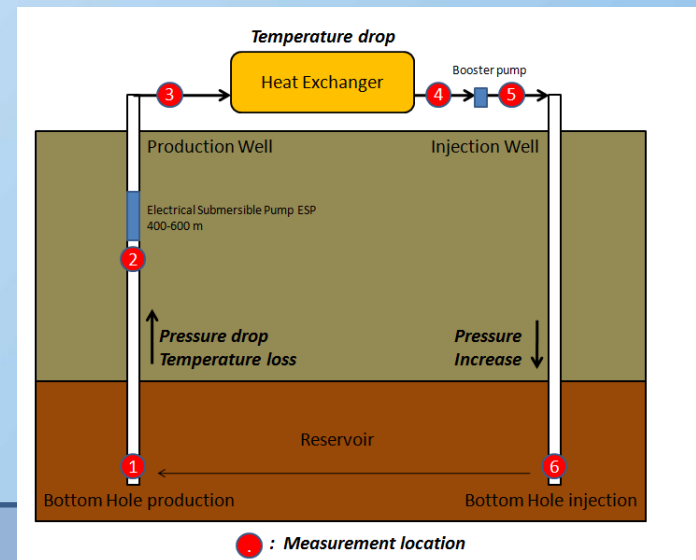 Temperature drop
Heat Exchanger
Booster pump
3
4
5
Production Well
Injection Well
Electrical Submersible Pump ESP
400-600 m
2
Pressure drop
Temperature loss
Pressure
Increase
Reservoir
1
6
Bottom Hole production
Bottom Hole injection
. : Measurement location